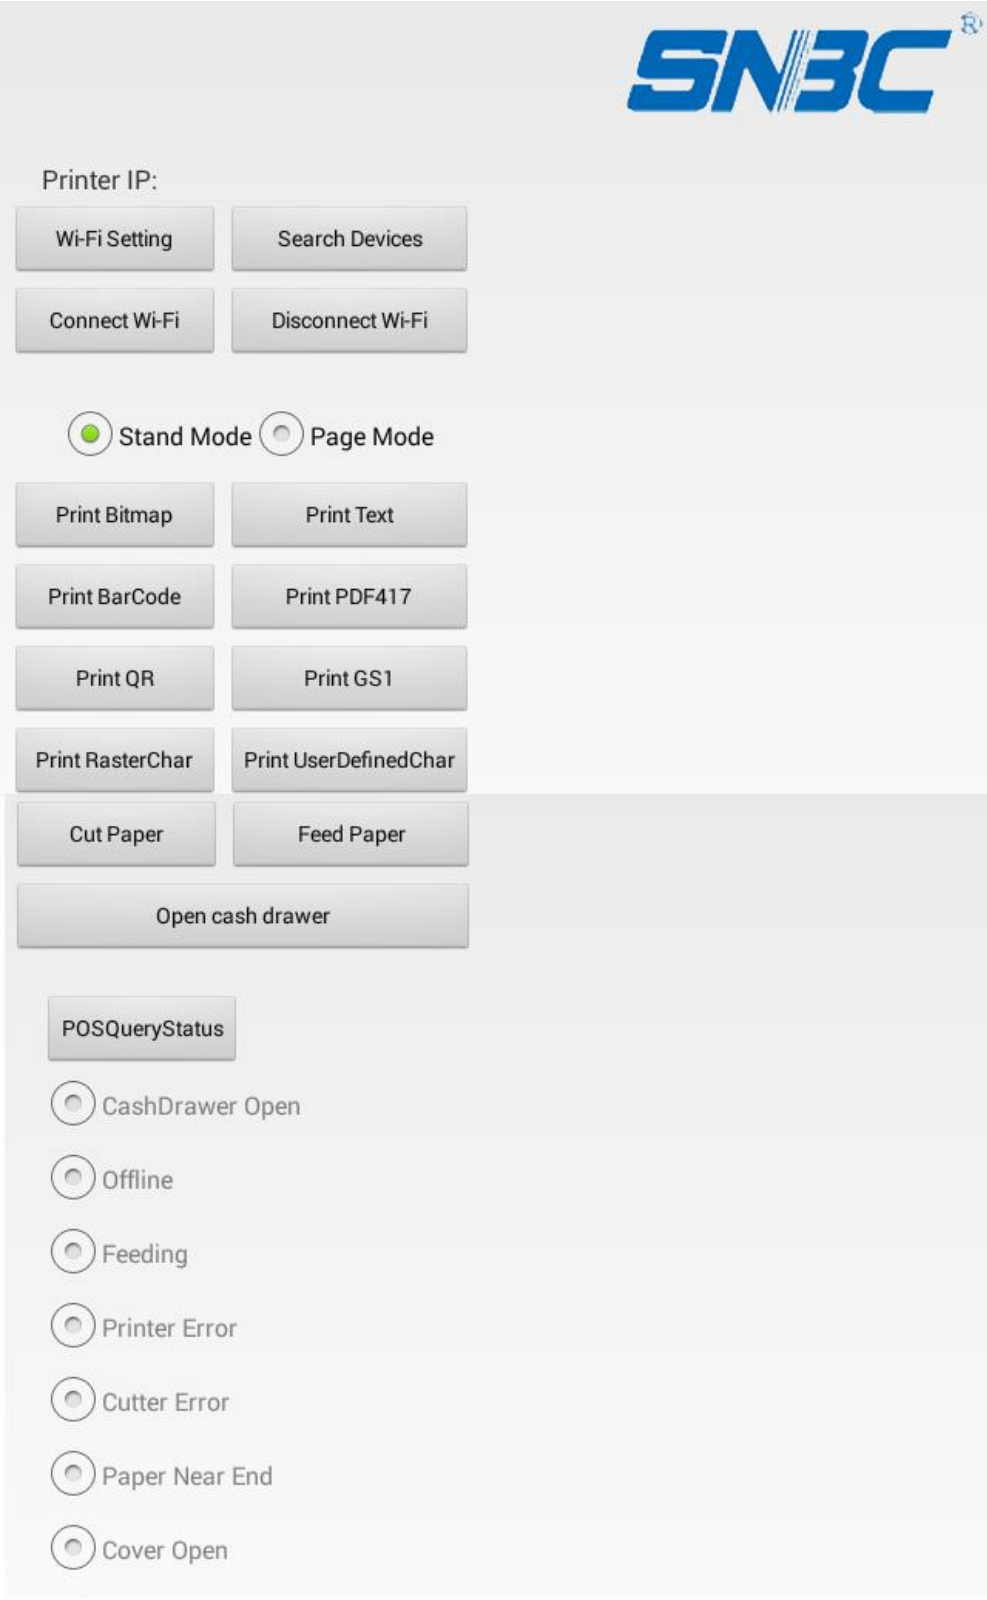 SNBC®
Printer IP:
Wi-Fi Setting Search Devices
Connect Wi-Fi Disconnect Wi-Fi
Stand Mode Page Mode
Print Bitmap Print Text
Print BarCode Print PDF417
Print QR Print GS1
Print RasterChar Print UserDefinedChar
Cut Paper Feed Paper
Open cash drawer
POSQueryStatus
CashDrawer Open
Offline
Feeding
Printer Error
Cutter Error
Paper Near End
Cover Open